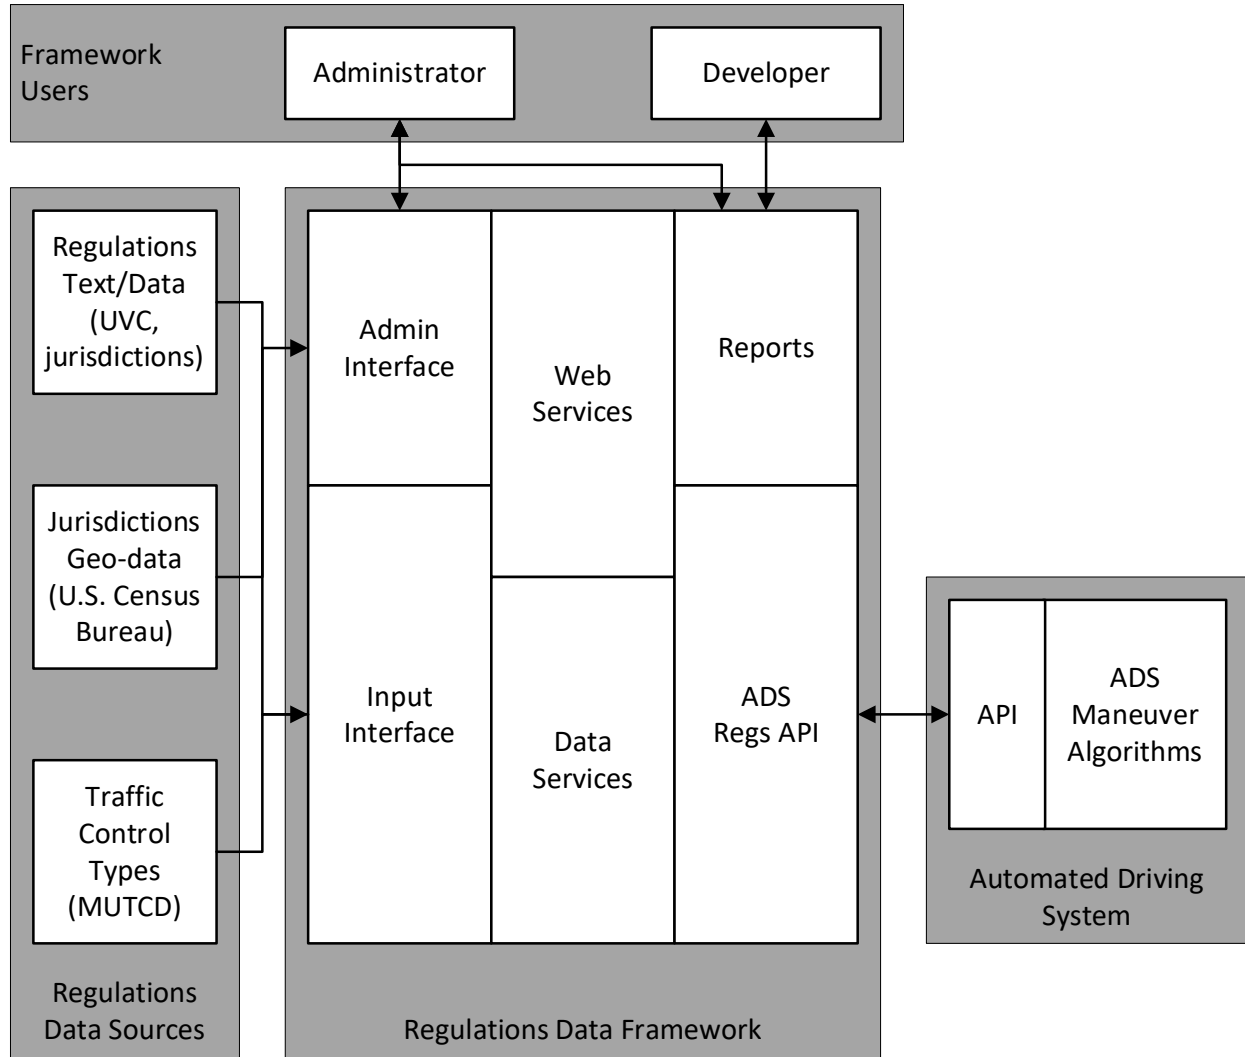 Framework
Users
Administrator
Developer
Regulations
Text/Data
(UVC,
jurisdictions)
Jurisdictions
Geo-data
(U.S. Census
Bureau)
Traffic
Control
Types
(MUTCD)
Regulations
Data Sources
Admin
Interface
Web
Services
Reports
Input
Interface
Data
Services
ADS
Regs API
Regulations Data Framework
API
ADS
Maneuver
Algorithms
Automated Driving
System